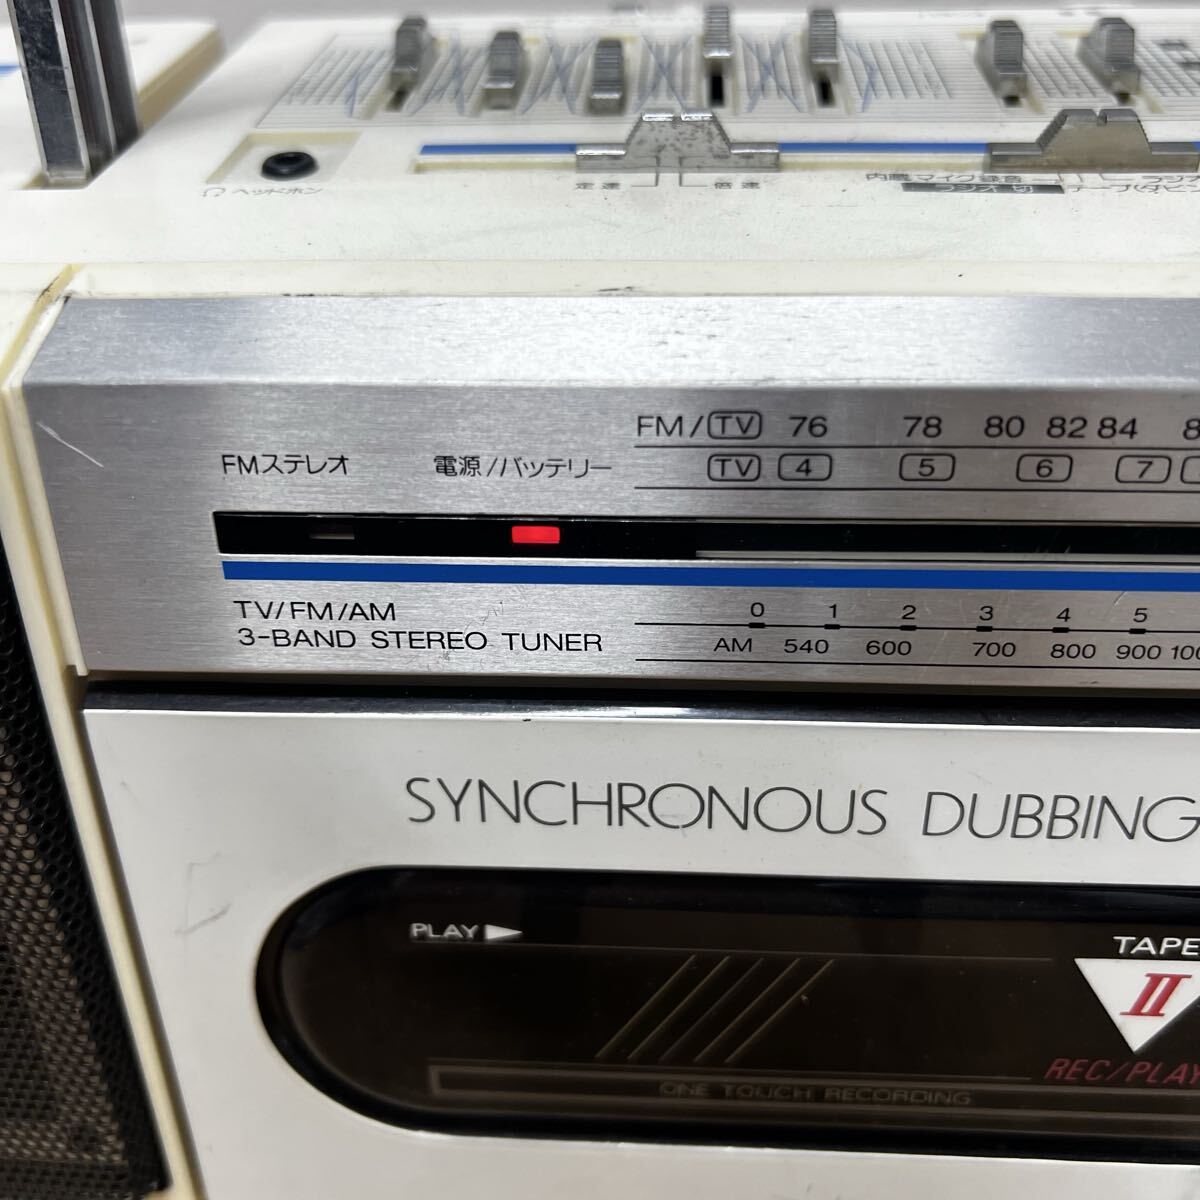 ヘッドホン
定速 倍速
内蔵マイク録音
ラジオ切
FM/TV 76 78 80 82 84
TV 4 5 6 7
FMステレオ 電源/バッテリー
TV/FM/AM
3-BAND STEREO TUNER
0 1 2 3 4 5
AM 540 600 700 800 900
SYNCHRONOUS DUBBING
PLAY
TAPE
II
REC/PLAY
ONE TOUCH RECORDING